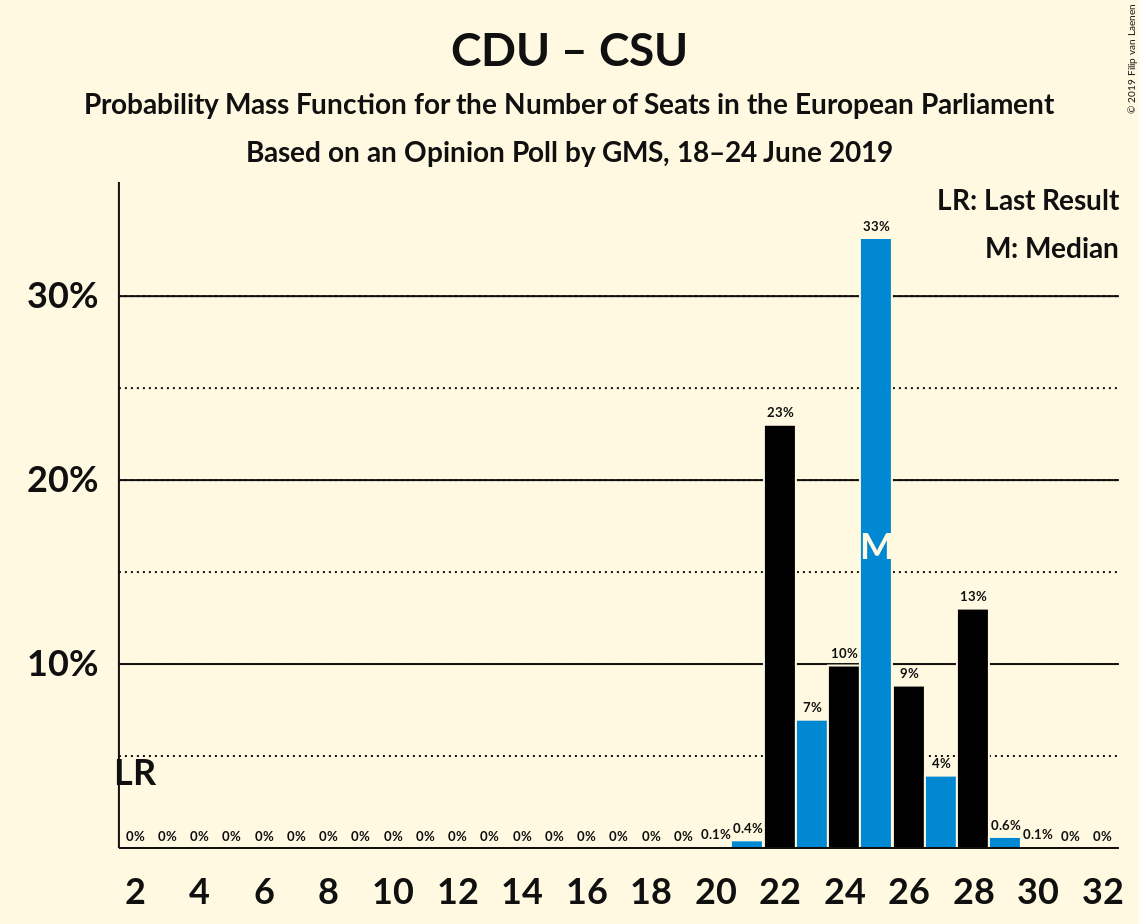 CDU – CSU
Probability Mass Function for the Number of Seats in the European Parliament
Based on an Opinion Poll by GMS, 18–24 June 2019
© 2019 Filip van Laenen
LR: Last Result
M: Median
33%
30%
23%
20%
M
13%
10%
10%
9%
7%
4%
LR
0% 0% 0% 0% 0% 0% 0% 0% 0% 0% 0% 0% 0% 0% 0% 0% 0% 0% 0.1% 0.4% 0.6% 0.1% 0% 0%
2 4 6 8 10 12 14 16 18 20 22 24 26 28 30 32